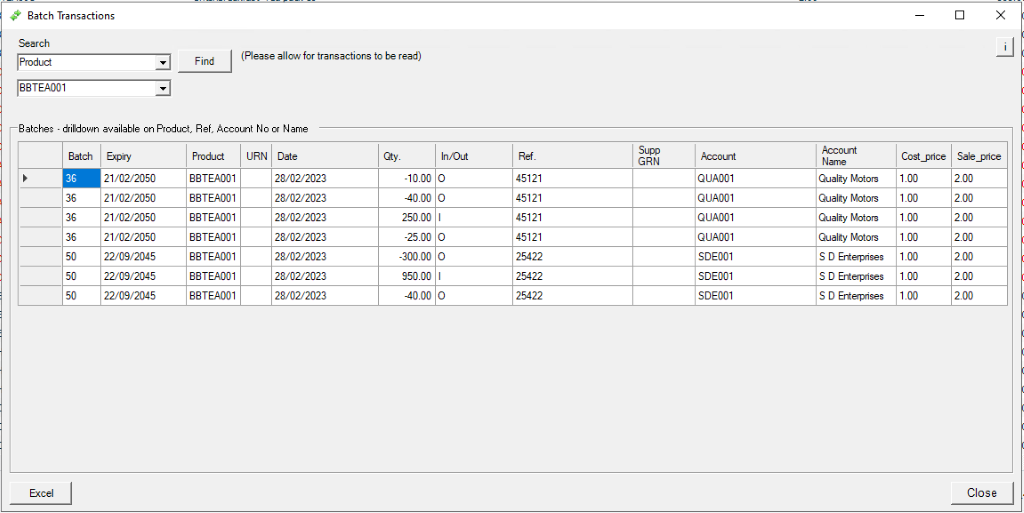 Batch Transactions
Search
Product
Find
(Please allow for transactions to be read)
i
BBTEA001
Batches - drilldown available on Product, Ref, Account No or Name
Batch Expiry Product URN Date Qty. In/Out Ref. Supp GRN Account Account Name Cost_price Sale_price
36 21/02/2050 BBTEA001 28/02/2023 -10.00 O 45121 QUA001 Quality Motors 1.00 2.00
36 21/02/2050 BBTEA001 28/02/2023 -40.00 O 45121 QUA001 Quality Motors 1.00 2.00
36 21/02/2050 BBTEA001 28/02/2023 250.00 I 45121 QUA001 Quality Motors 1.00 2.00
36 21/02/2050 BBTEA001 28/02/2023 -25.00 O 45121 QUA001 Quality Motors 1.00 2.00
50 22/09/2045 BBTEA001 28/02/2023 -300.00 O 25422 SDE001 S D Enterprises 1.00 2.00
50 22/09/2045 BBTEA001 28/02/2023 950.00 I 25422 SDE001 S D Enterprises 1.00 2.00
50 22/09/2045 BBTEA001 28/02/2023 -40.00 O 25422 SDE001 S D Enterprises 1.00 2.00
Excel
Close